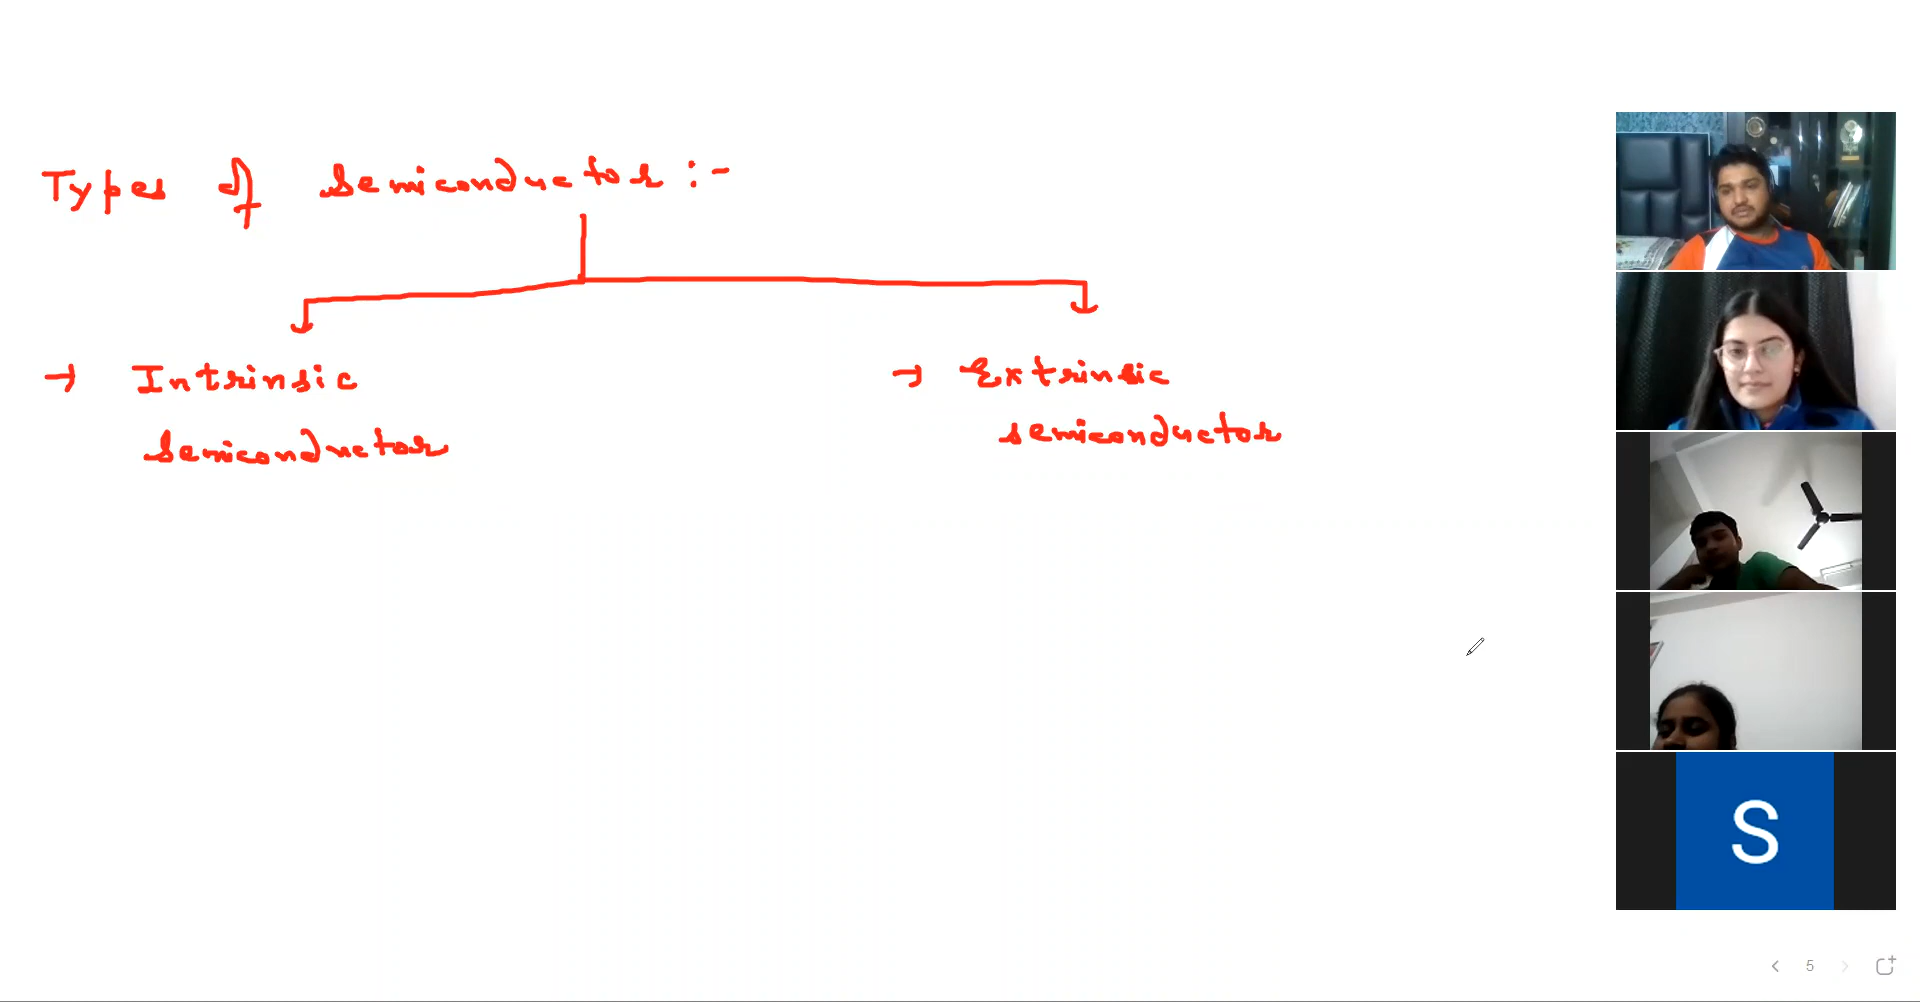 Types of Semiconductor :-
→ Intrinsic
Semiconductor
→ Extrinsic
Semiconductor
S
5